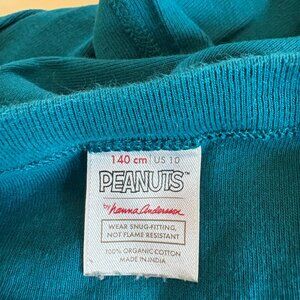 140 cm | US 10
PEANUTS™
by hanna andersson
WEAR SNUG-FITTING,
NOT FLAME RESISTANT
100% ORGANIC COTTON
MADE IN INDIA